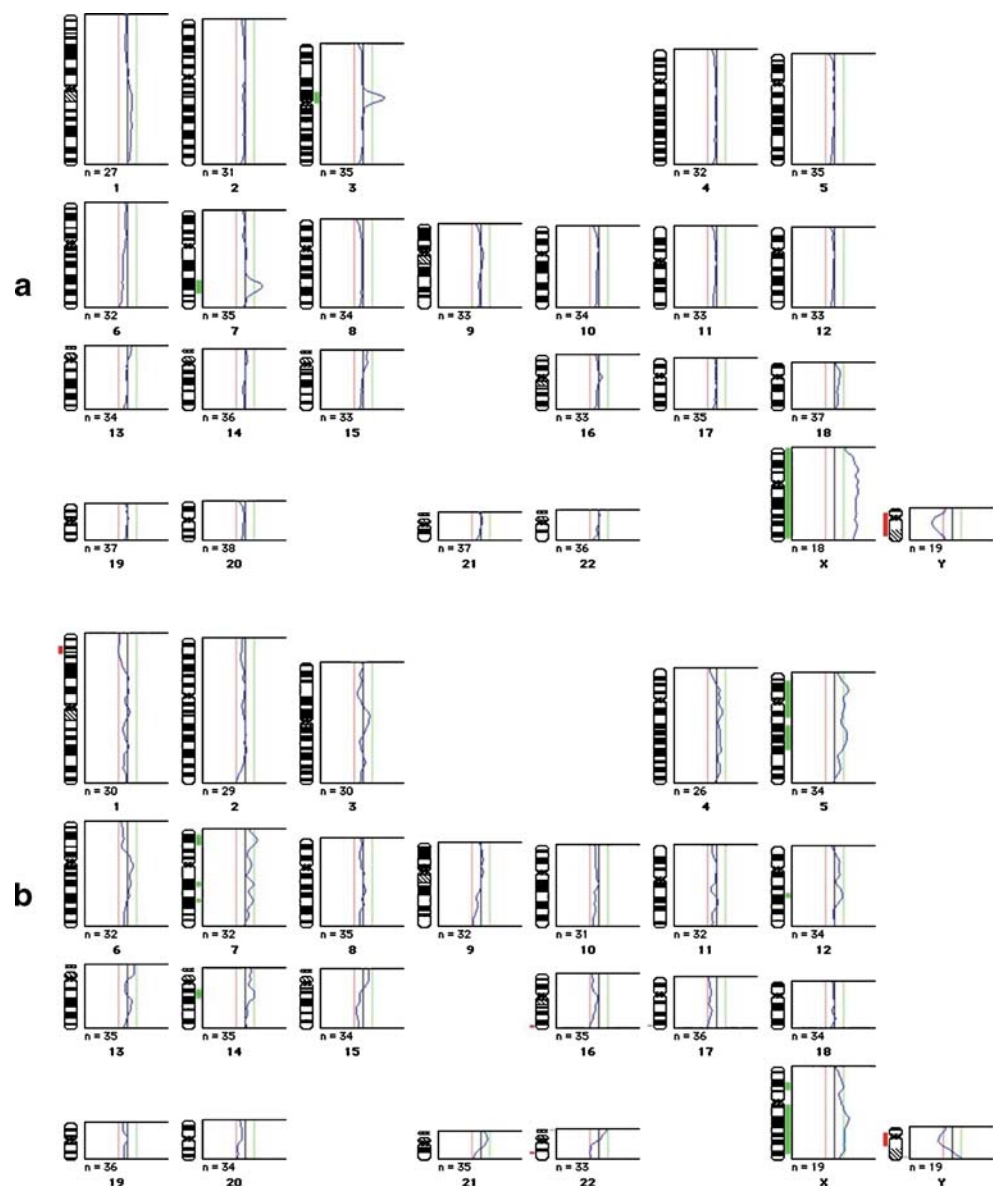 n = 27 n = 31 n = 35 n = 32 n = 35
1 2 3 4 5
a
n = 32 n = 35 n = 34 n = 33 n = 34 n = 33 n = 33
6 7 8 9 10 11 12
n = 34 n = 36 n = 33 n = 33 n = 35 n = 37
13 14 15 16 17 18
n = 37 n = 38 n = 37 n = 36 n = 18 n = 19
19 20 21 22 X Y
n = 30 n = 29 n = 30 n = 26 n = 34
1 2 3 4 5
b
n = 32 n = 32 n = 35 n = 32 n = 31 n = 32 n = 34
6 7 8 9 10 11 12
n = 35 n = 35 n = 34 n = 35 n = 36 n = 34
13 14 15 16 17 18
n = 36 n = 34 n = 35 n = 33 n = 19 n = 19
19 20 21 22 X Y